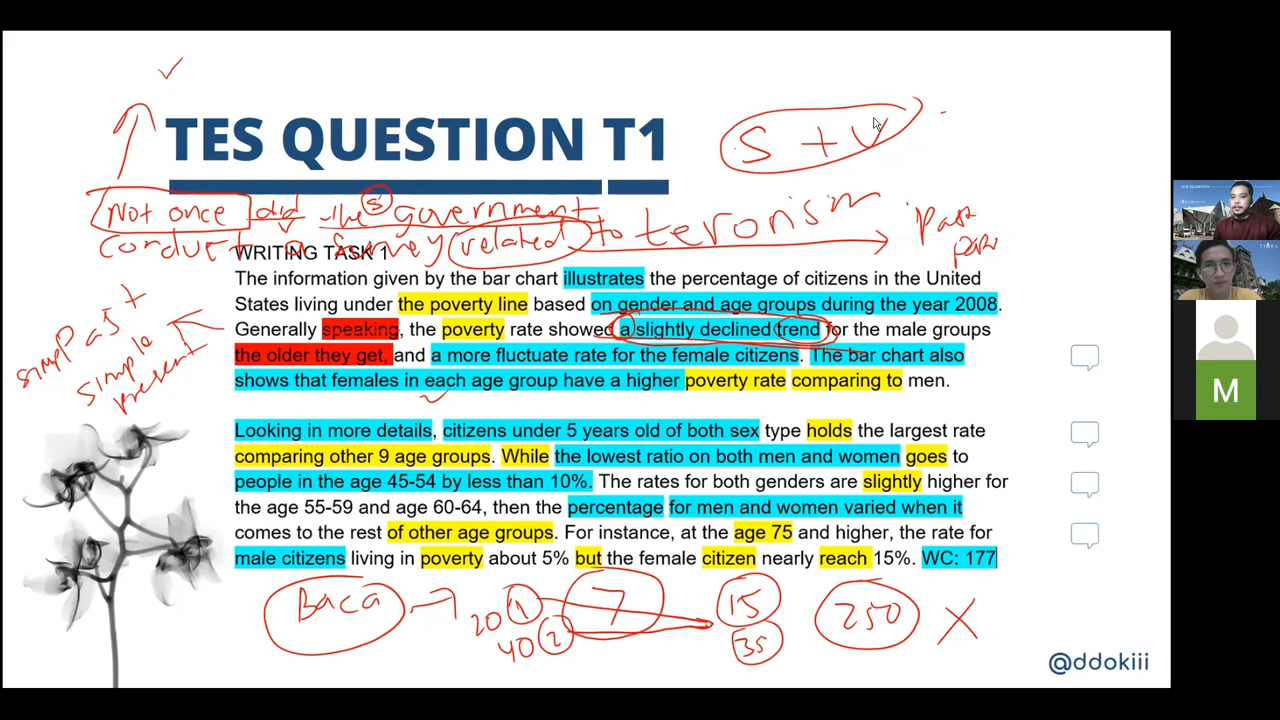 TES QUESTION T1
S + V
Not once did the S government
conduct a survey related to terorism
past
WRITING TASK 1
The information given by the bar chart illustrates the percentage of citizens in the United
States living under the poverty line based on gender and age groups during the year 2008.
Generally speaking, the poverty rate showed a slightly declined trend for the male groups
the older they get, and a more fluctuate rate for the female citizens. The bar chart also
shows that females in each age group have a higher poverty rate comparing to men.
simple
present
Looking in more details, citizens under 5 years old of both sex type holds the largest rate
comparing other 9 age groups. While the lowest ratio on both men and women goes to
people in the age 45-54 by less than 10%. The rates for both genders are slightly higher for
the age 55-59 and age 60-64, then the percentage for men and women varied when it
comes to the rest of other age groups. For instance, at the age 75 and higher, the rate for
male citizens living in poverty about 5% but the female citizen nearly reach 15%. WC: 177
Baca
20 1 7 15 250 X
40 2 35
@ddokiii
M